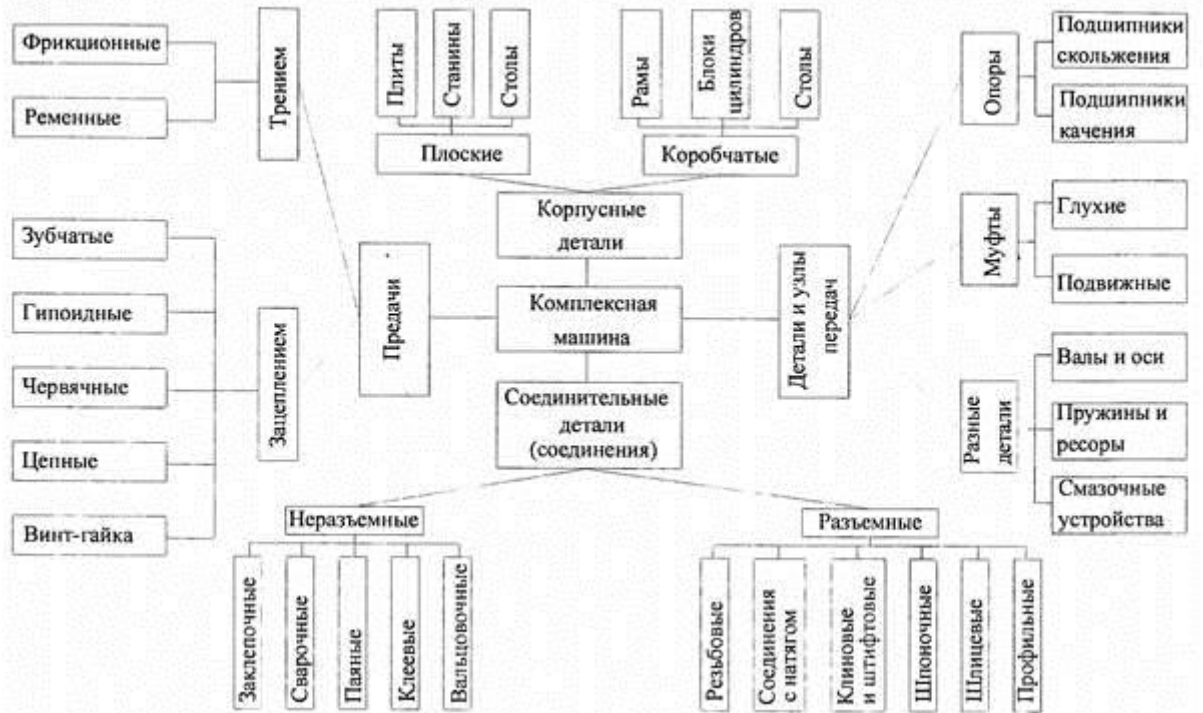 Фрикционные
Ременные
Трением
Плиты
Станины
Столы
Плоские
Рамы
Блоки
цилиндров
Столы
Коробчатые
Опоры
Подшипники
скольжения
Подшипники
качения
Корпусные
детали
Муфты
Глухие
Подвижные
Зубчатые
Гипоидные
Червячные
Цепные
Винт-гайка
Зацеплением
Предачи
Комплексная
машина
Детали и узлы
передач
Соединительные
детали
(соединения)
Разные
детали
Валы и оси
Пружины и
ресоры
Смазочные
устройства
Неразъемные
Заклепочные
Сварочные
Паяные
Клеевые
Вальцовочные
Разъемные
Резьбовые
Соединения
с натягом
Клиновые
и штифтовые
Шпоночные
Шлицевые
Профильные